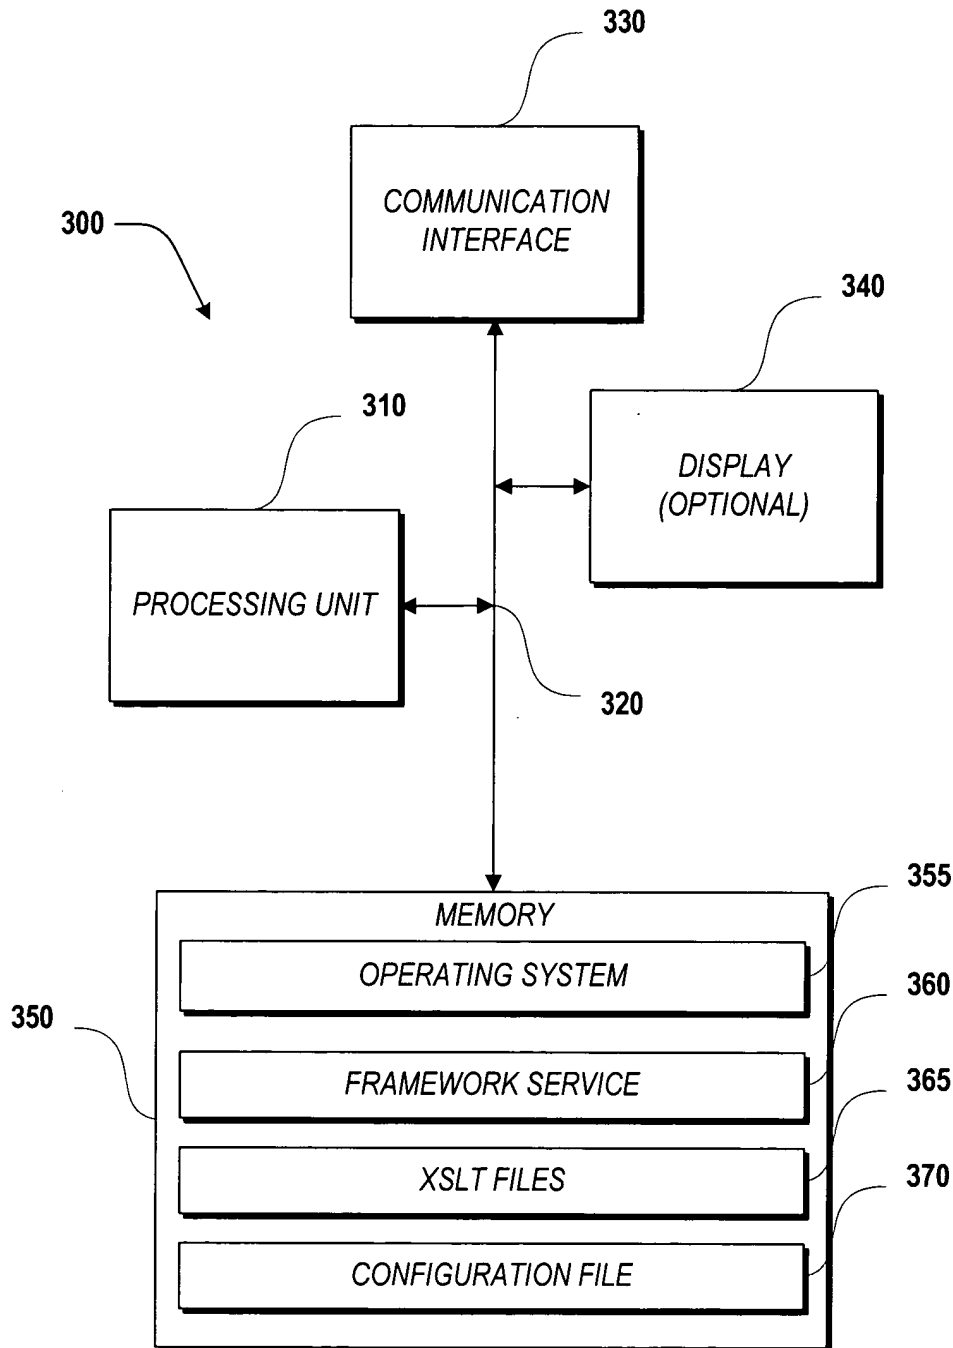 330
COMMUNICATION
INTERFACE
300
340
310
DISPLAY
(OPTIONAL)
PROCESSING UNIT
320
355
MEMORY
OPERATING SYSTEM
360
350
FRAMEWORK SERVICE
365
XSLT FILES
370
CONFIGURATION FILE